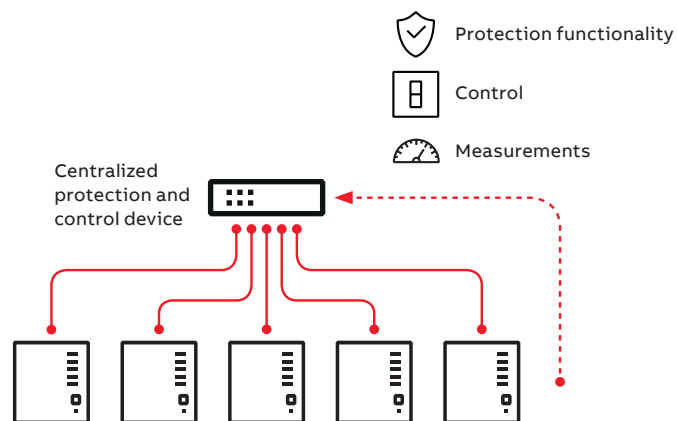 Protection functionality
Control
Measurements
Centralized
protection and
control device